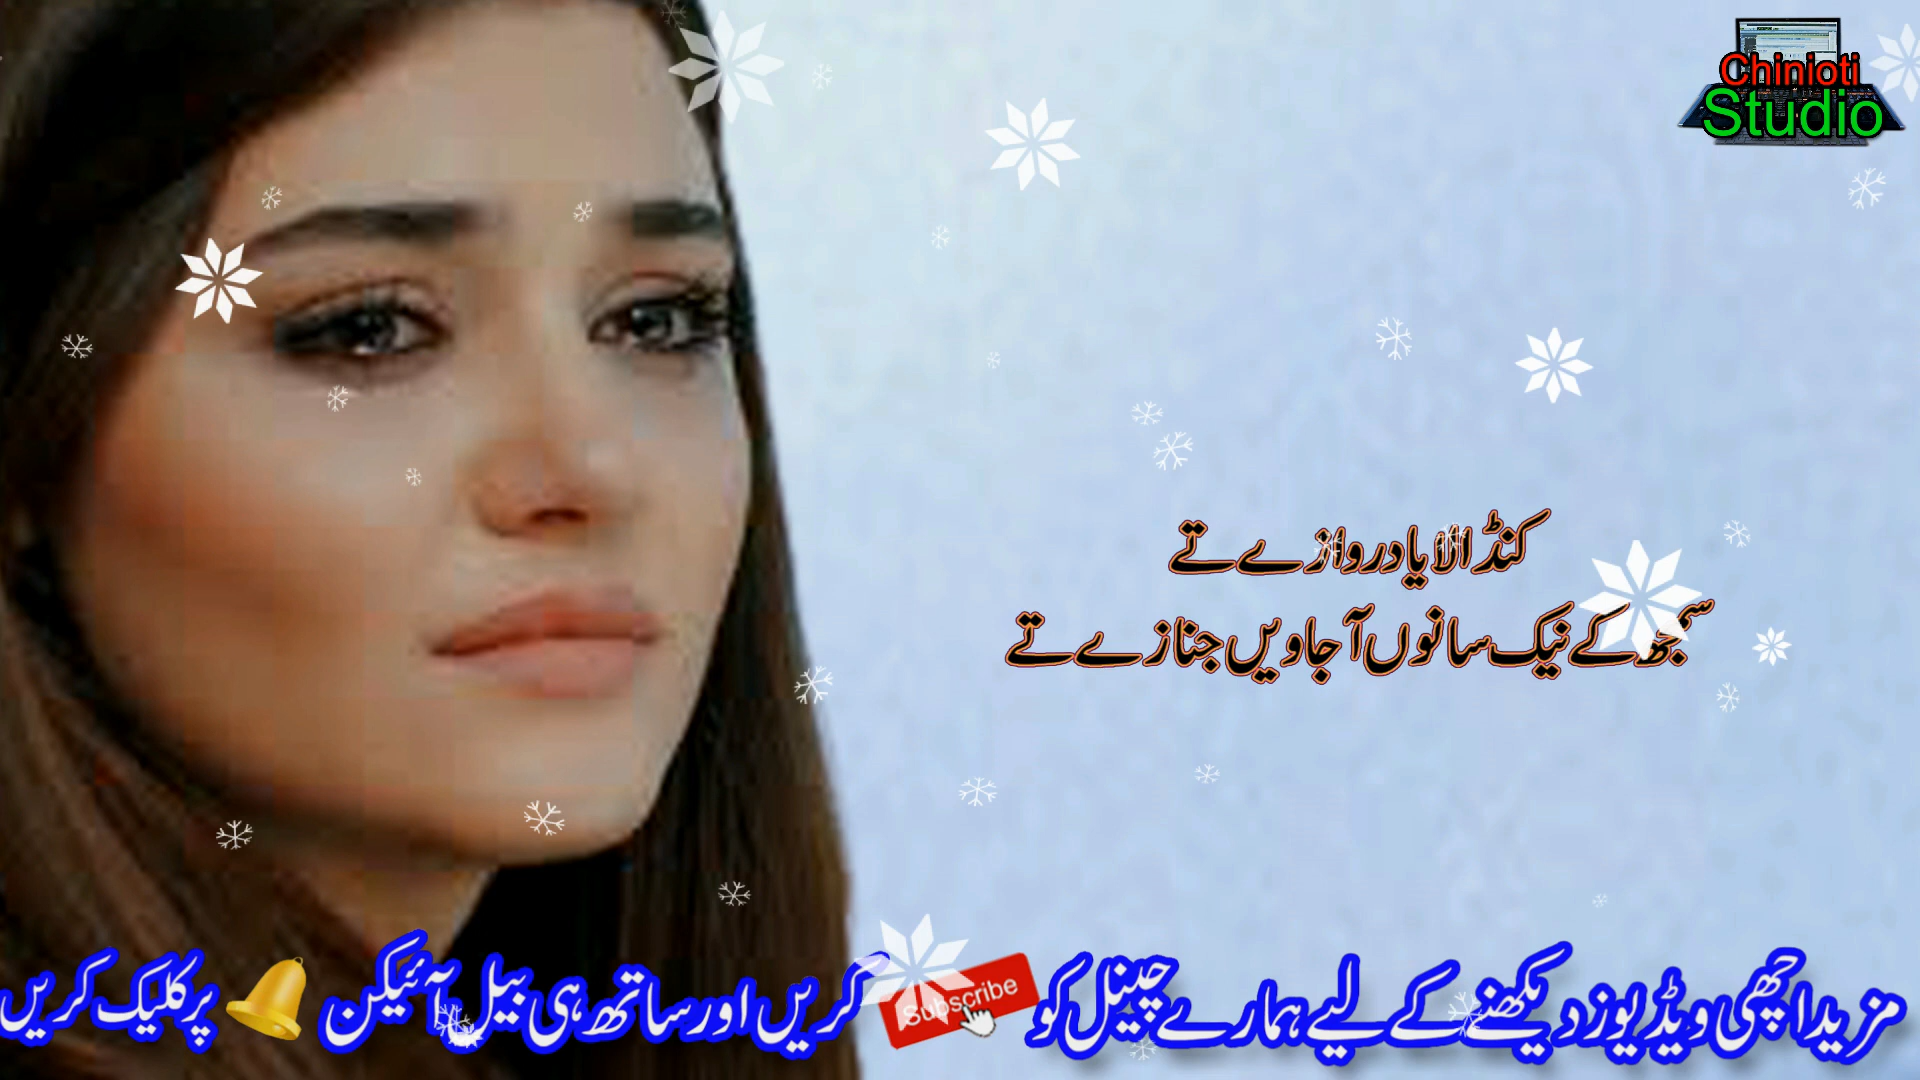 Chinioti
Studio
کنڈا لایا دروازے تے
سمجھ کے نیک سانوں آ جاویں جنازے تے
مزید اچھی ویڈیوز دیکھنے کے لیے ہمارے چینل کو Subscribe کریں اور ساتھ ہی بیل آئیکن پر کلیک کریں